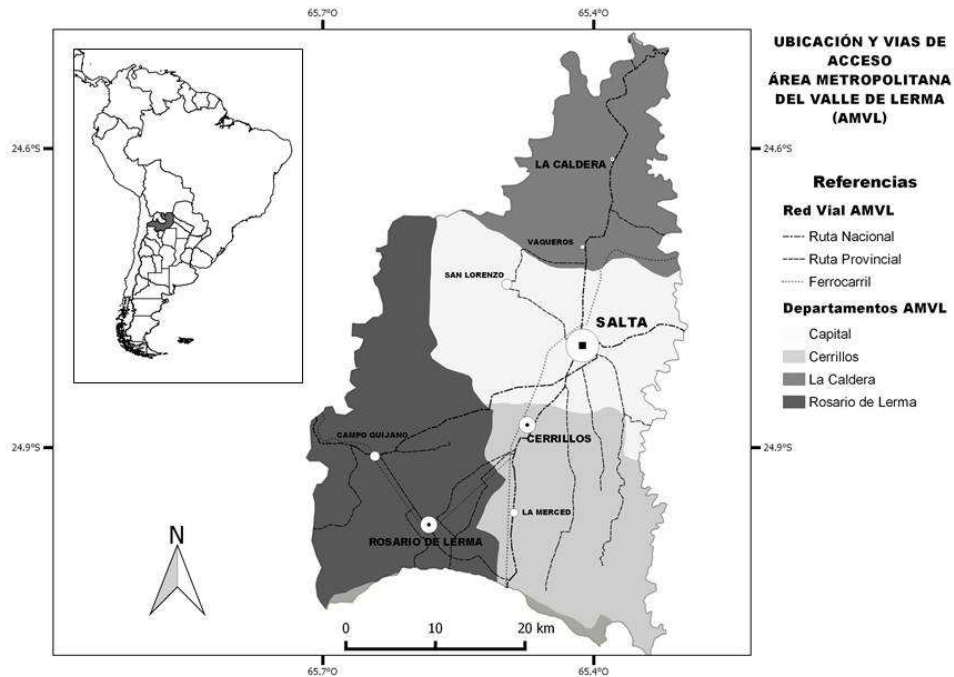 65.7°O
65.4°O
UBICACIÓN Y VIAS DE
ACCESO
ÁREA METROPOLITANA
DEL VALLE DE LERMA
(AMVL)
24.6°S
24.6°S
LA CALDERA
Referencias
Red Vial AMVL
Ruta Nacional
Ruta Provincial
Ferrocarril
VAQUEROS
SAN LORENZO
Departamentos AMVL
SALTA
Capital
Cerrillos
La Caldera
Rosario de Lerma
CAMPO QUIJANO
CERRILLOS
24.9°S
24.9°S
LA MERCED
N
ROSARIO DE LERMA
0 10 20 km
65.7°O
65.4°O